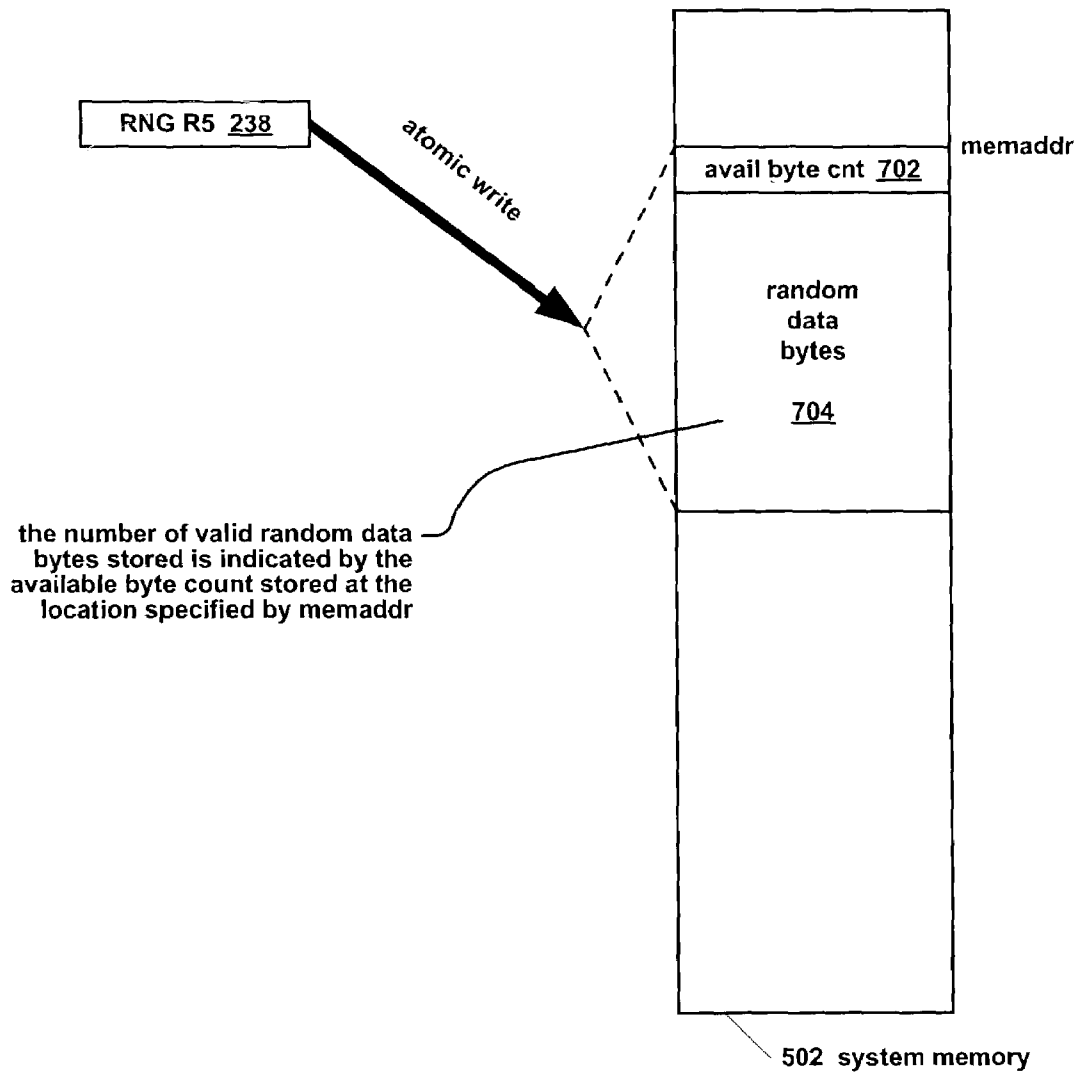 RNG R5 238
atomic write
memaddr
avail byte cnt 702
random
data
bytes
704
the number of valid random data
bytes stored is indicated by the
available byte count stored at the
location specified by memaddr
502 system memory